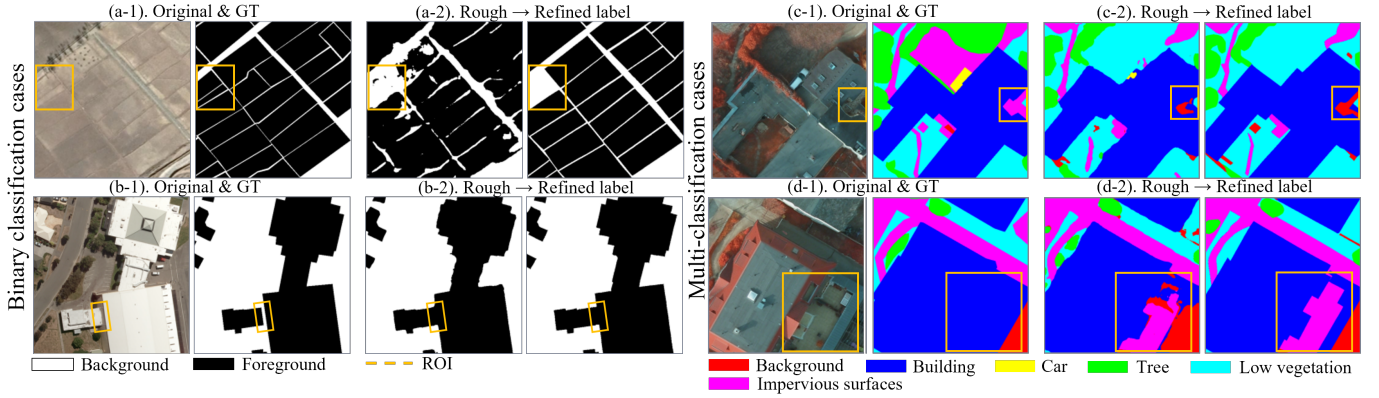 Binary classification cases
(a-1). Original & GT
(a-2). Rough → Refined label
(b-1). Original & GT
(b-2). Rough → Refined label
Background
Foreground
ROI
Multi-classification cases
(c-1). Original & GT
(c-2). Rough → Refined label
(d-1). Original & GT
(d-2). Rough → Refined label
Background
Building
Car
Tree
Low vegetation
Impervious surfaces